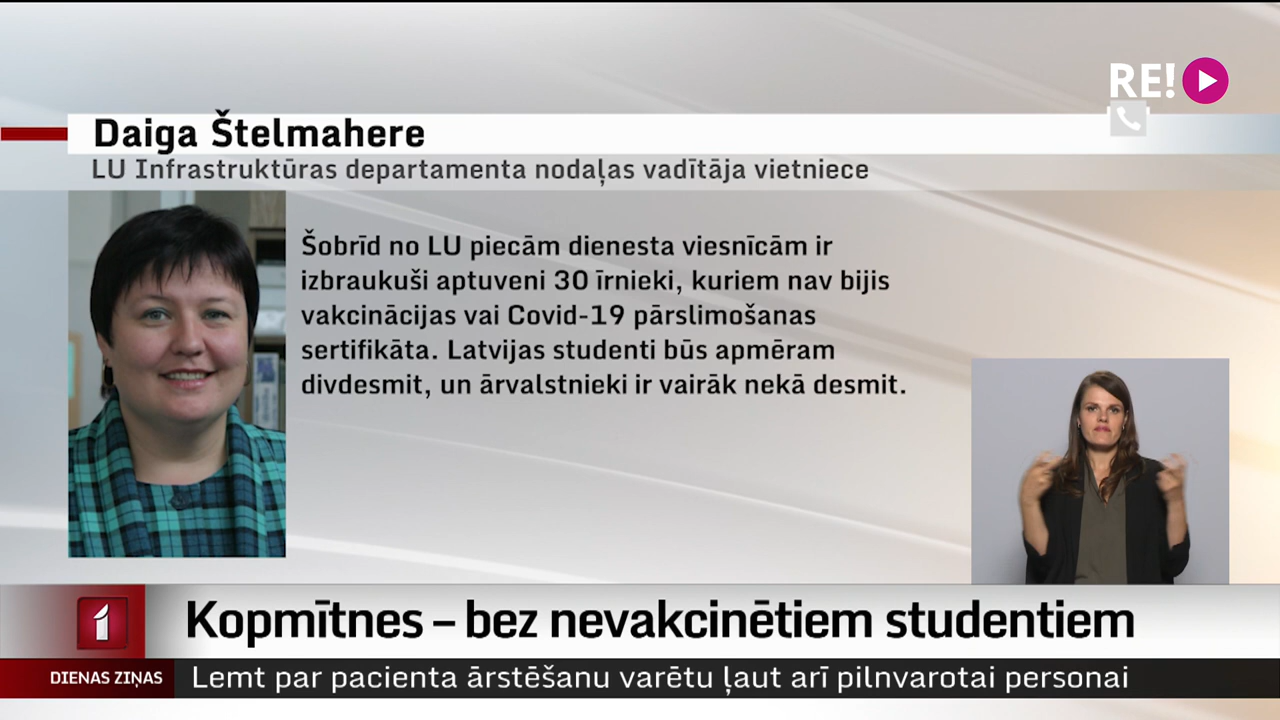 RE!
Daiga Štelmahere
LU Infrastruktūras departamenta nodaļas vadītāja vietniece
Šobrīd no LU piecām dienesta viesnīcām ir
izbraukuši aptuveni 30 īrnieki, kuriem nav bijis
vakcinācijas vai Covid-19 pārslimošanas
sertifikāta. Latvijas studenti būs apmēram
divdesmit, un ārvalstnieki ir vairāk nekā desmit.
1
Kopmītnes – bez nevakcinētiem studentiem
DIENAS ZIŅAS
Lemt par pacienta ārstēšanu varētu ļaut arī pilnvarotai personai